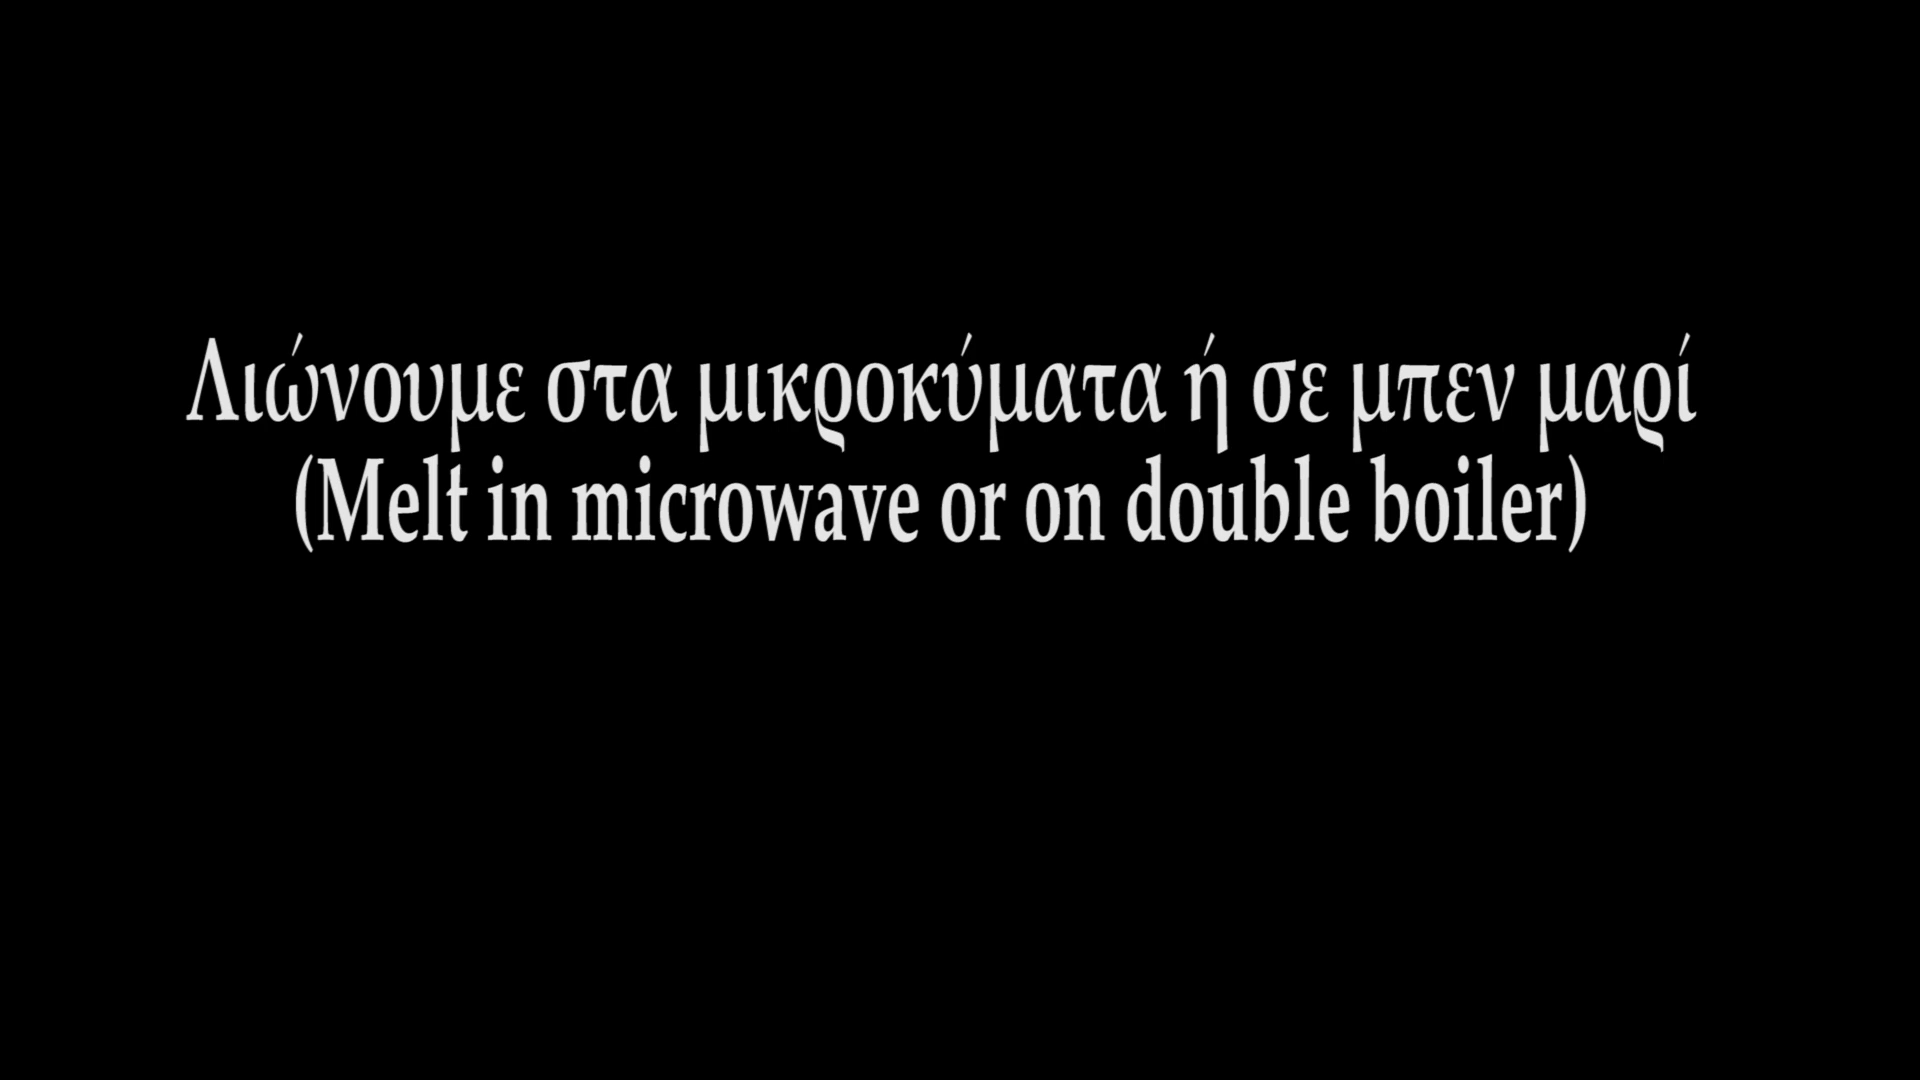 Λιώνουμε στα μικροκύματα ή σε μπεν μαρί
(Melt in microwave or on double boiler)